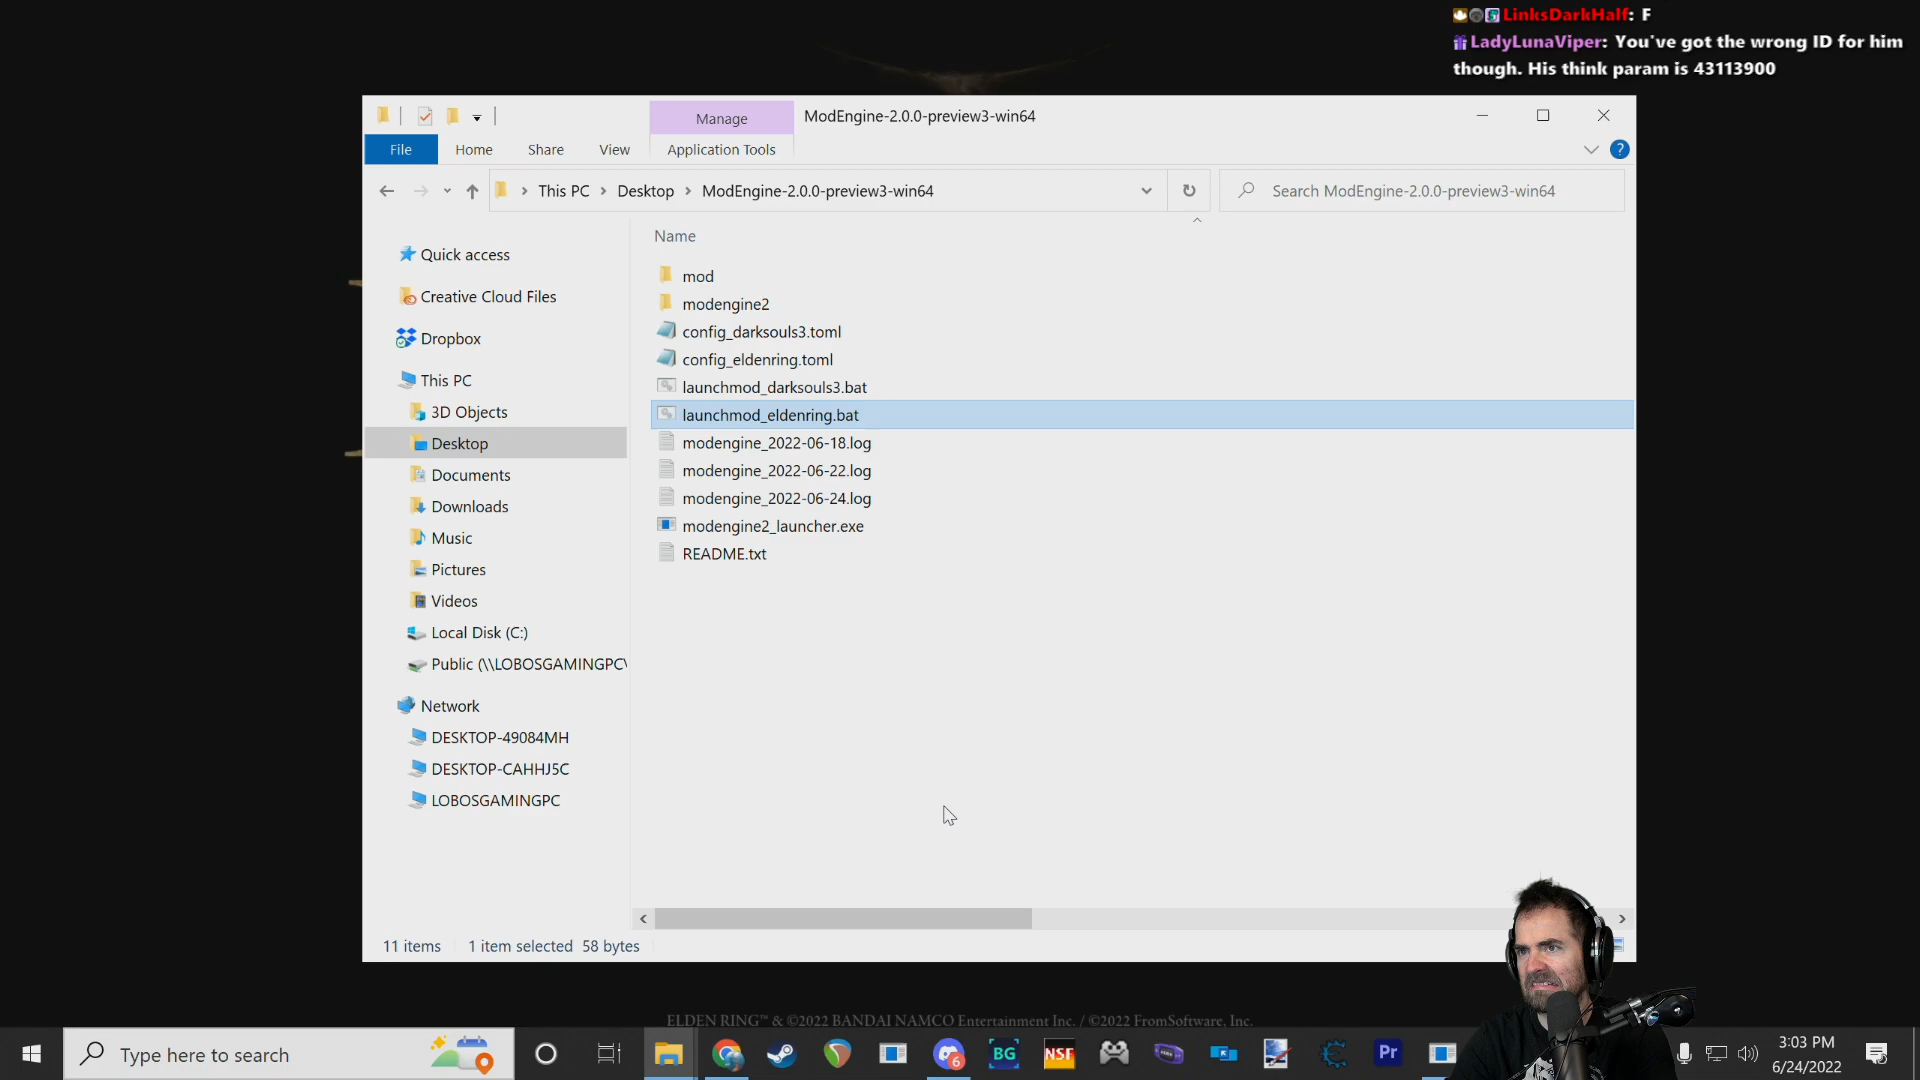 LinksDarkHalf: F
LadyLunaViper: You've got the wrong ID for him
though. His think param is 43113900
Manage
ModEngine-2.0.0-preview3-win64
File
Home
Share
View
Application Tools
This PC
Desktop
ModEngine-2.0.0-preview3-win64
Search ModEngine-2.0.0-preview3-win64
Name
Quick access
Creative Cloud Files
Dropbox
This PC
3D Objects
Desktop
Documents
Downloads
Music
Pictures
Videos
Local Disk (C:)
Public (\\LOBOSGAMINGPC\
Network
DESKTOP-49084MH
DESKTOP-CAHHJ5C
LOBOSGAMINGPC
mod
modengine2
config_darksouls3.toml
config_eldenring.toml
launchmod_darksouls3.bat
launchmod_eldenring.bat
modengine_2022-06-18.log
modengine_2022-06-22.log
modengine_2022-06-24.log
modengine2_launcher.exe
README.txt
11 items
1 item selected 58 bytes
ELDEN RING™ & ©2022 BANDAI NAMCO Entertainment Inc. / ©2022 FromSoftware, Inc.
Type here to search
6
BG
NSF
Pr
3:03 PM
6/24/2022